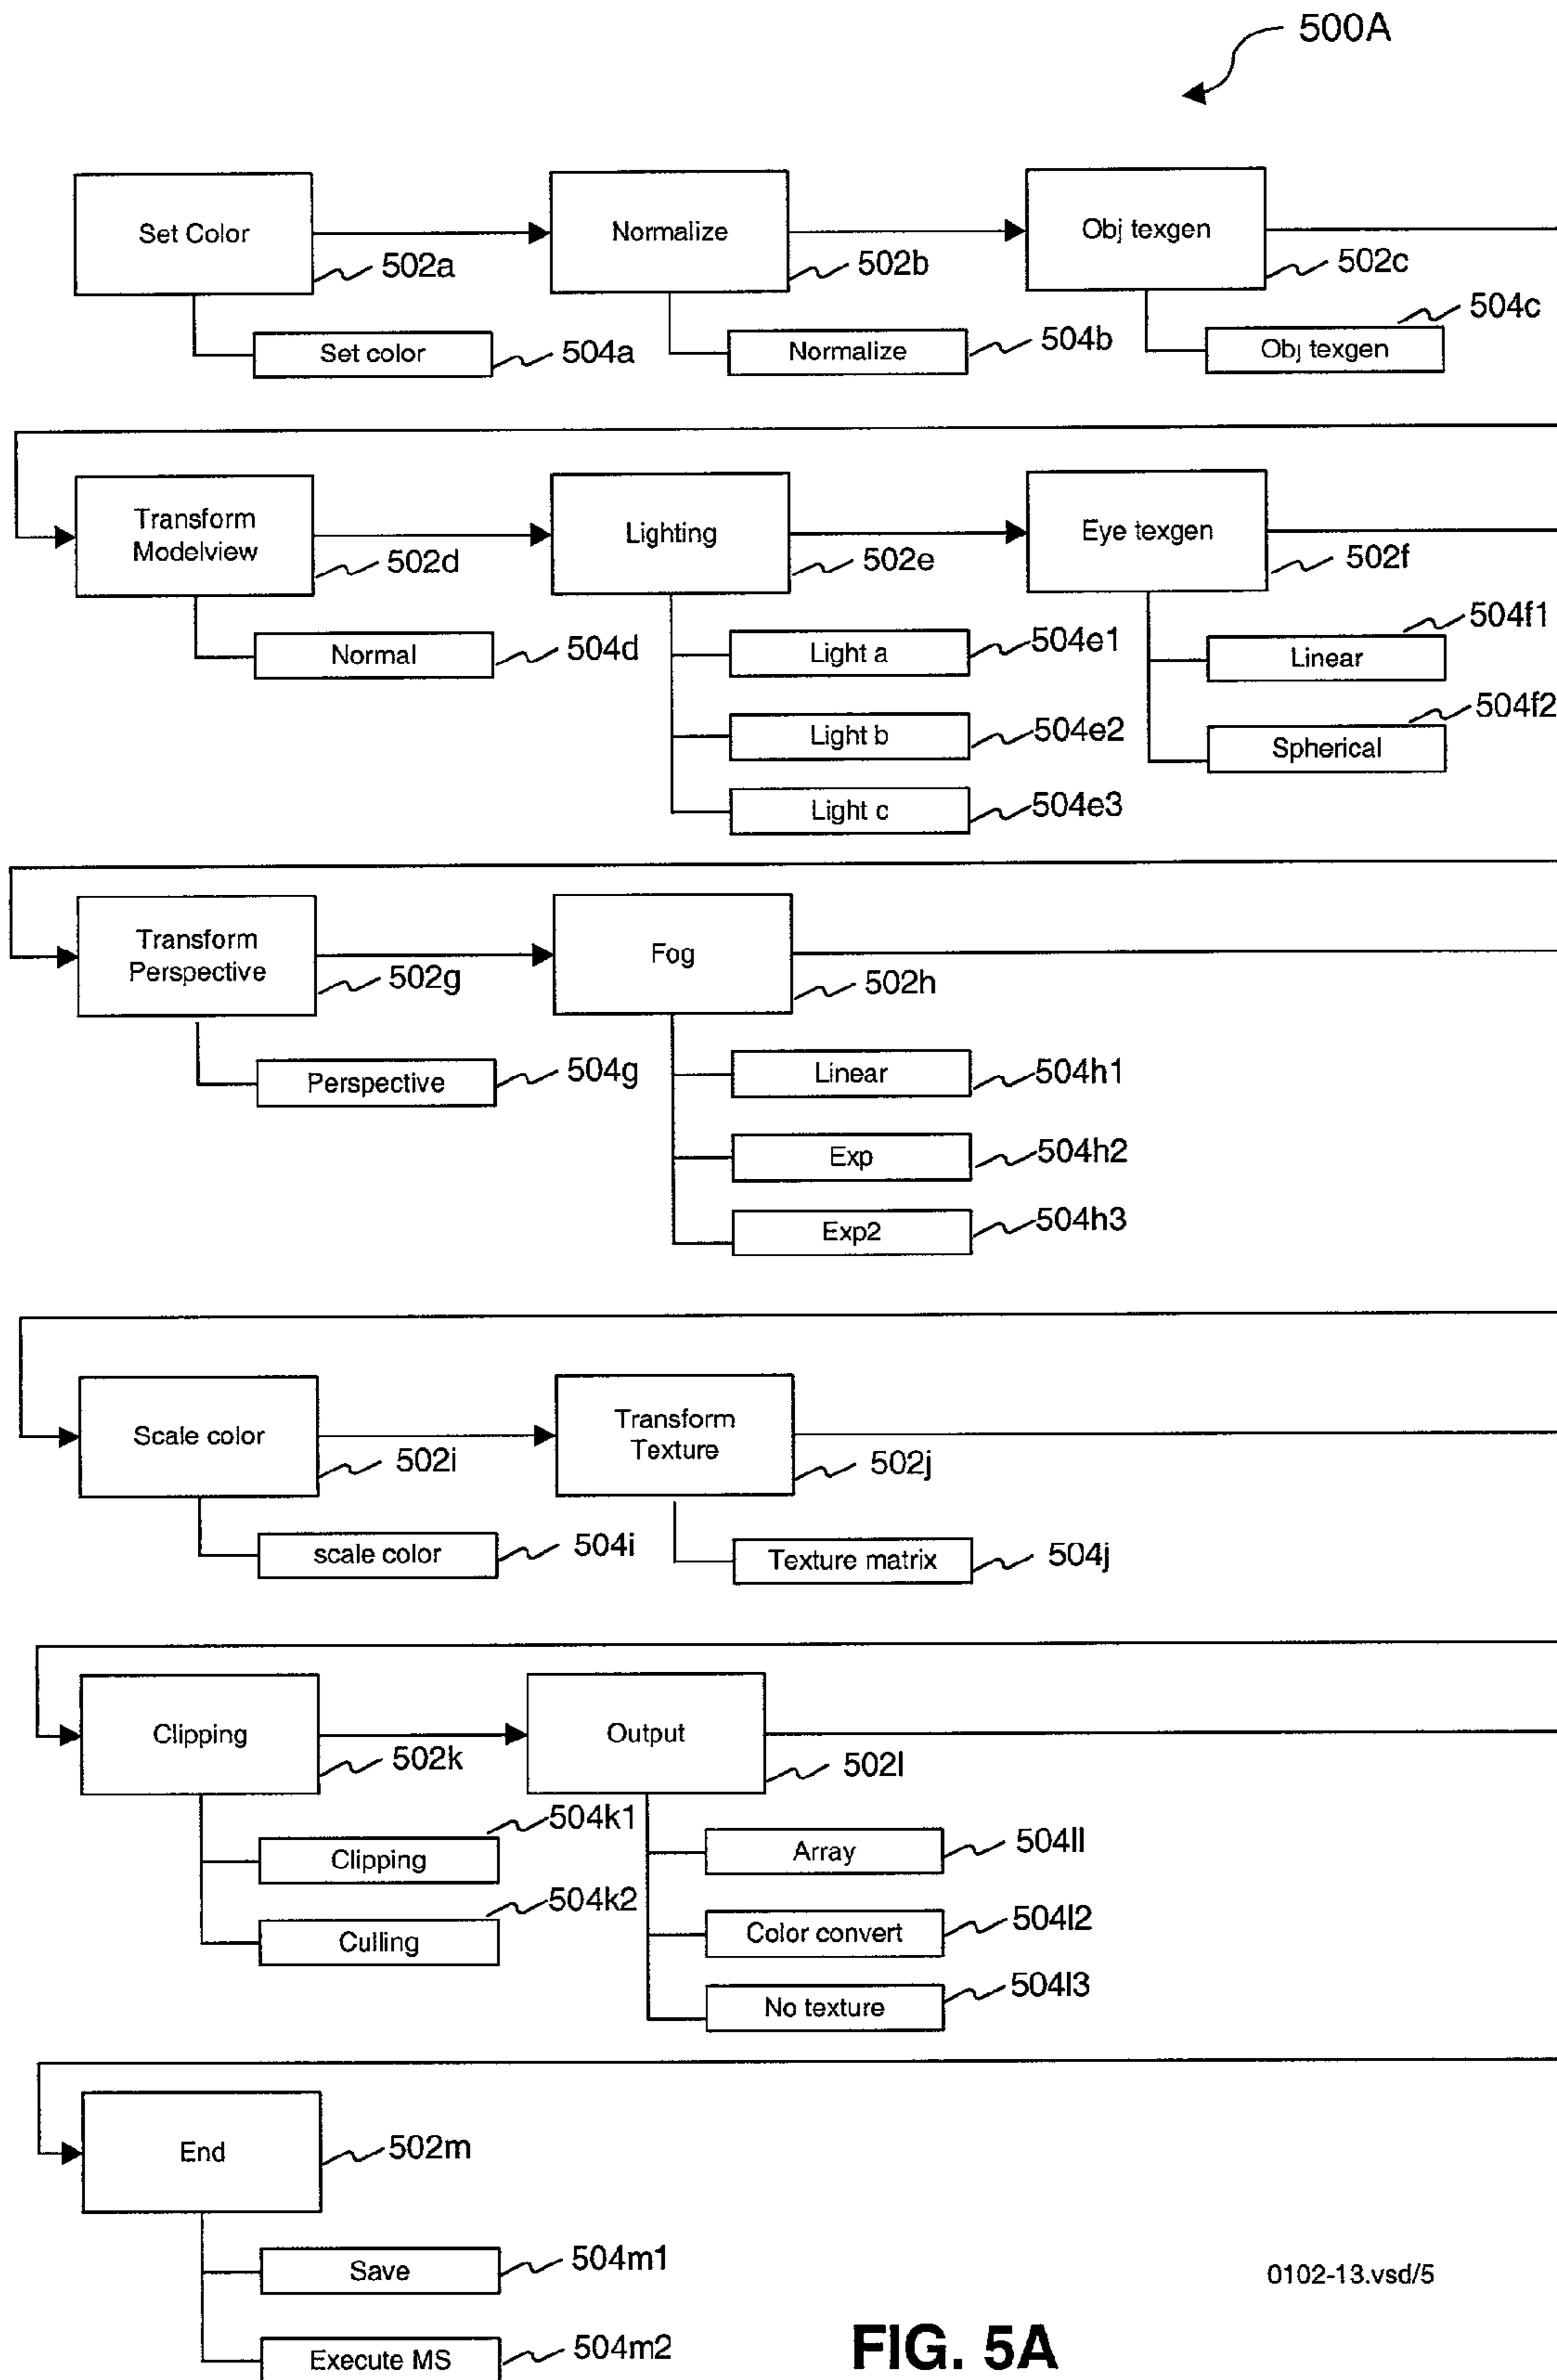 500A
Set Color
502a
Normalize
502b
Obj texgen
502c
Set color
504a
Normalize
504b
Obj texgen
504c
Transform
Modelview
502d
Lighting
502e
Eye texgen
502f
Normal
504d
Light a
504e1
Light b
504e2
Light c
504e3
Linear
504f1
Spherical
504f2
Transform
Perspective
502g
Fog
502h
Perspective
504g
Linear
504h1
Exp
504h2
Exp2
504h3
Scale color
502i
Transform
Texture
502j
scale color
504i
Texture matrix
504j
Clipping
502k
Output
502l
Clipping
504k1
Culling
504k2
Array
504ll
Color convert
504l2
No texture
504l3
End
502m
Save
504m1
Execute MS
504m2
0102-13.vsd/5
FIG. 5A